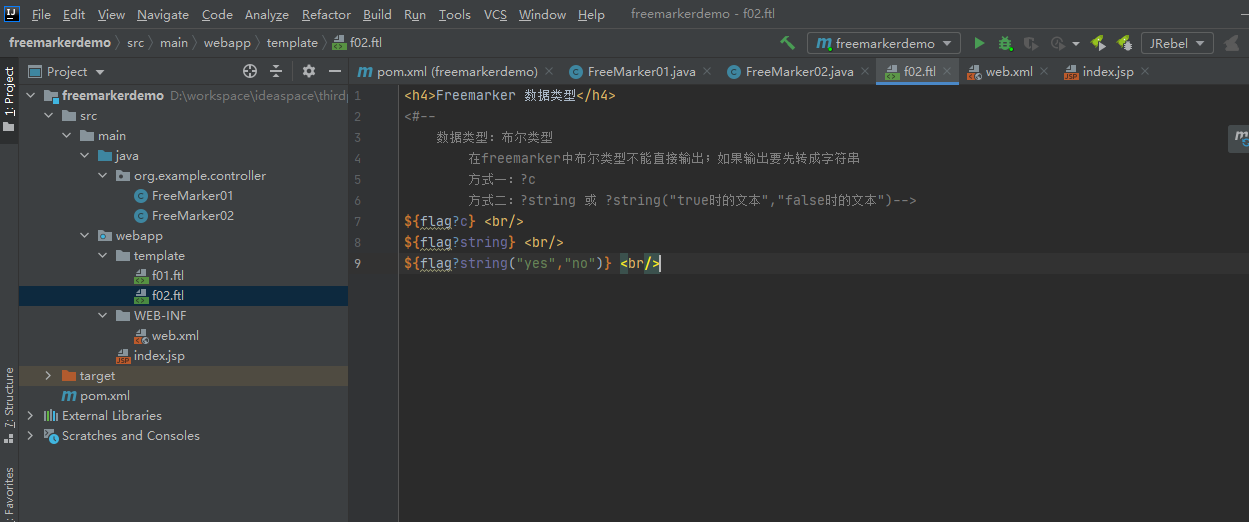 File Edit View Navigate Code Analyze Refactor Build Run Tools VCS Window Help freemarkerdemo - f02.ftl
freemarkerdemo src main webapp template f02.ftl freemarkerdemo JRebel
1: Project
Project
pom.xml (freemarkerdemo) FreeMarker01.java FreeMarker02.java f02.ftl web.xml index.jsp
freemarkerdemo
src
main
java
org.example.controller
FreeMarker01
FreeMarker02
webapp
template
f01.ftl
f02.ftl
WEB-INF
web.xml
index.jsp
target
pom.xml
External Libraries
Scratches and Consoles
7: Structure
Favorites
1 <h4>Freemarker 数据类型</h4>
2 <#--
3 数据类型：布尔类型
4 在freemarker中布尔类型不能直接输出；如果输出要先转成字符串
5 方式一：?c
6 方式二：?string 或 ?string("true时的文本","false时的文本")-->
7 ${flag?c} <br/>
8 ${flag?string} <br/>
9 ${flag?string("yes","no")} <br/>